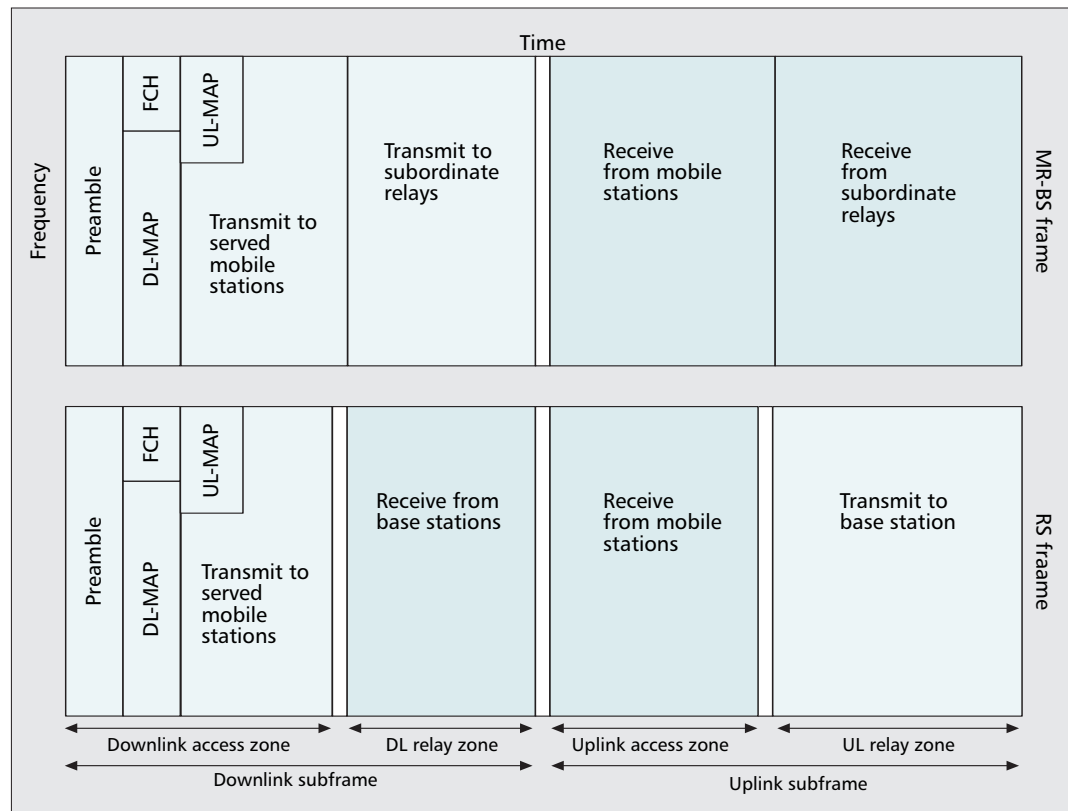 Time
Frequency
Preamble
FCH
DL-MAP
UL-MAP
Transmit to
served
mobile
stations
Transmit to
subordinate
relays
Receive
from mobile
stations
Receive
from
subordinate
relays
MR-BS frame
Preamble
FCH
DL-MAP
UL-MAP
Transmit to
served
mobile
stations
Receive from
base stations
Receive
from mobile
stations
Transmit to
base station
RS fraame
Downlink access zone
DL relay zone
Uplink access zone
UL relay zone
Downlink subframe
Uplink subframe